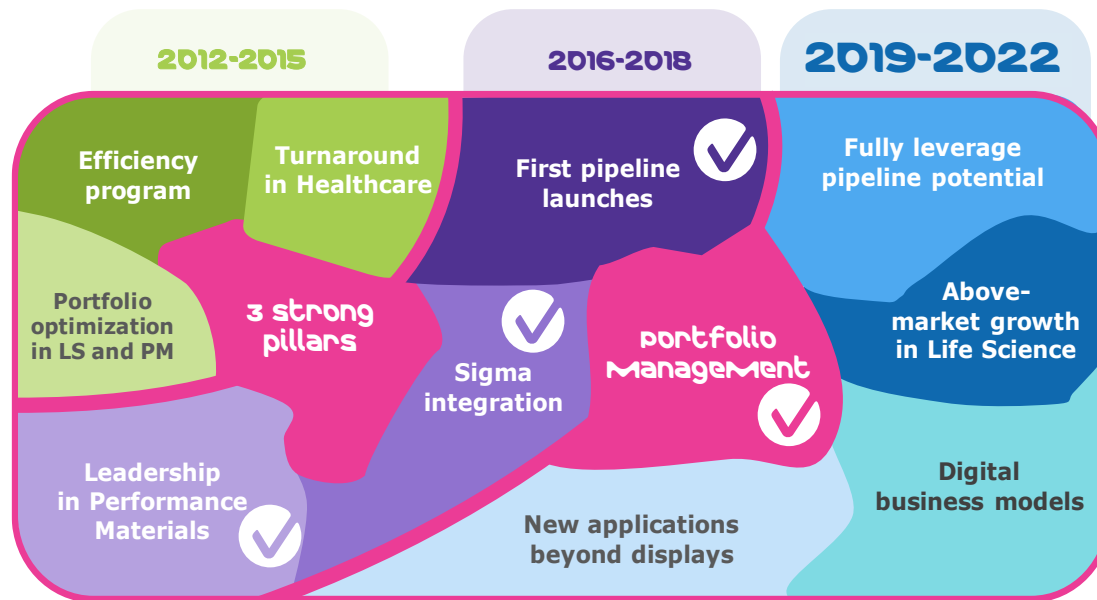 2012-2015
2016-2018
2019-2022
Efficiency
program
Turnaround
in Healthcare
First pipeline
launches
Fully leverage
pipeline potential
Portfolio
optimization
in LS and PM
3 strong
pillars
Sigma
integration
Portfolio
Management
Above-
market growth
in Life Science
Leadership
in Performance
Materials
New applications
beyond displays
Digital
business models